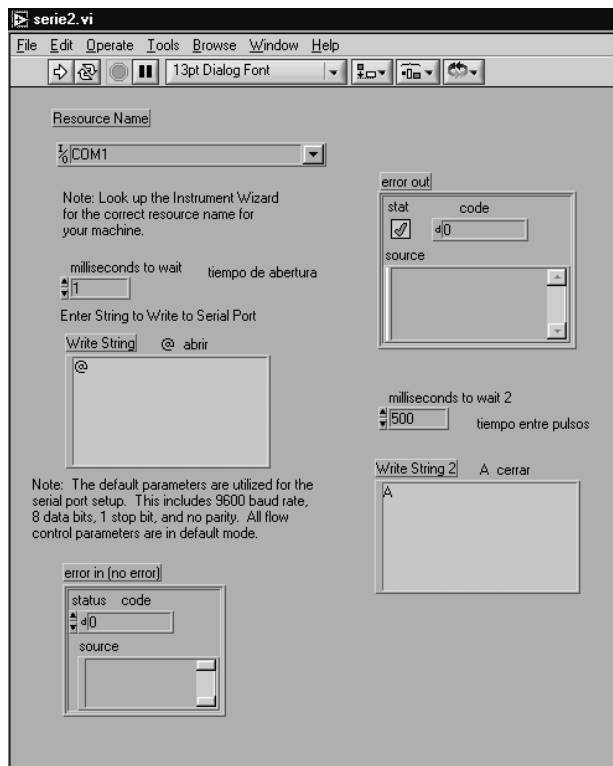 serie2.vi
File Edit Operate Tools Browse Window Help
13pt Dialog Font
Resource Name
I/O COM1
Note: Look up the Instrument Wizard
for the correct resource name for
your machine.
milliseconds to wait
tiempo de abertura
1
Enter String to Write to Serial Port
Write String @ abrir
@
Note: The default parameters are utilized for the
serial port setup. This includes 9600 baud rate,
8 data bits, 1 stop bit, and no parity. All flow
control parameters are in default mode.
error in (no error)
status code
d0
source
error out
stat code
d0
source
milliseconds to wait 2
500
tiempo entre pulsos
Write String 2 A cerrar
A